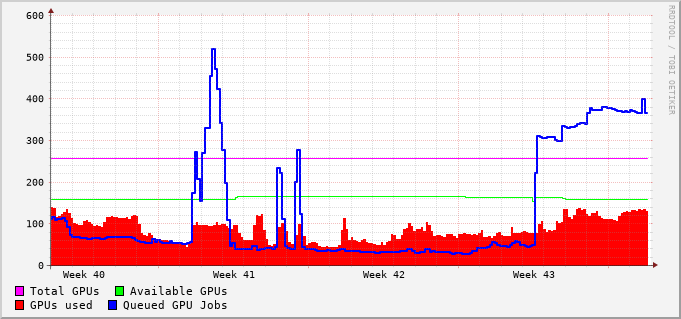 600
500
400
300
200
100
0
Week 40 Week 41 Week 42 Week 43
Total GPUs Available GPUs
GPUs used Queued GPU Jobs
RRDTOOL / TOBI OETIKER